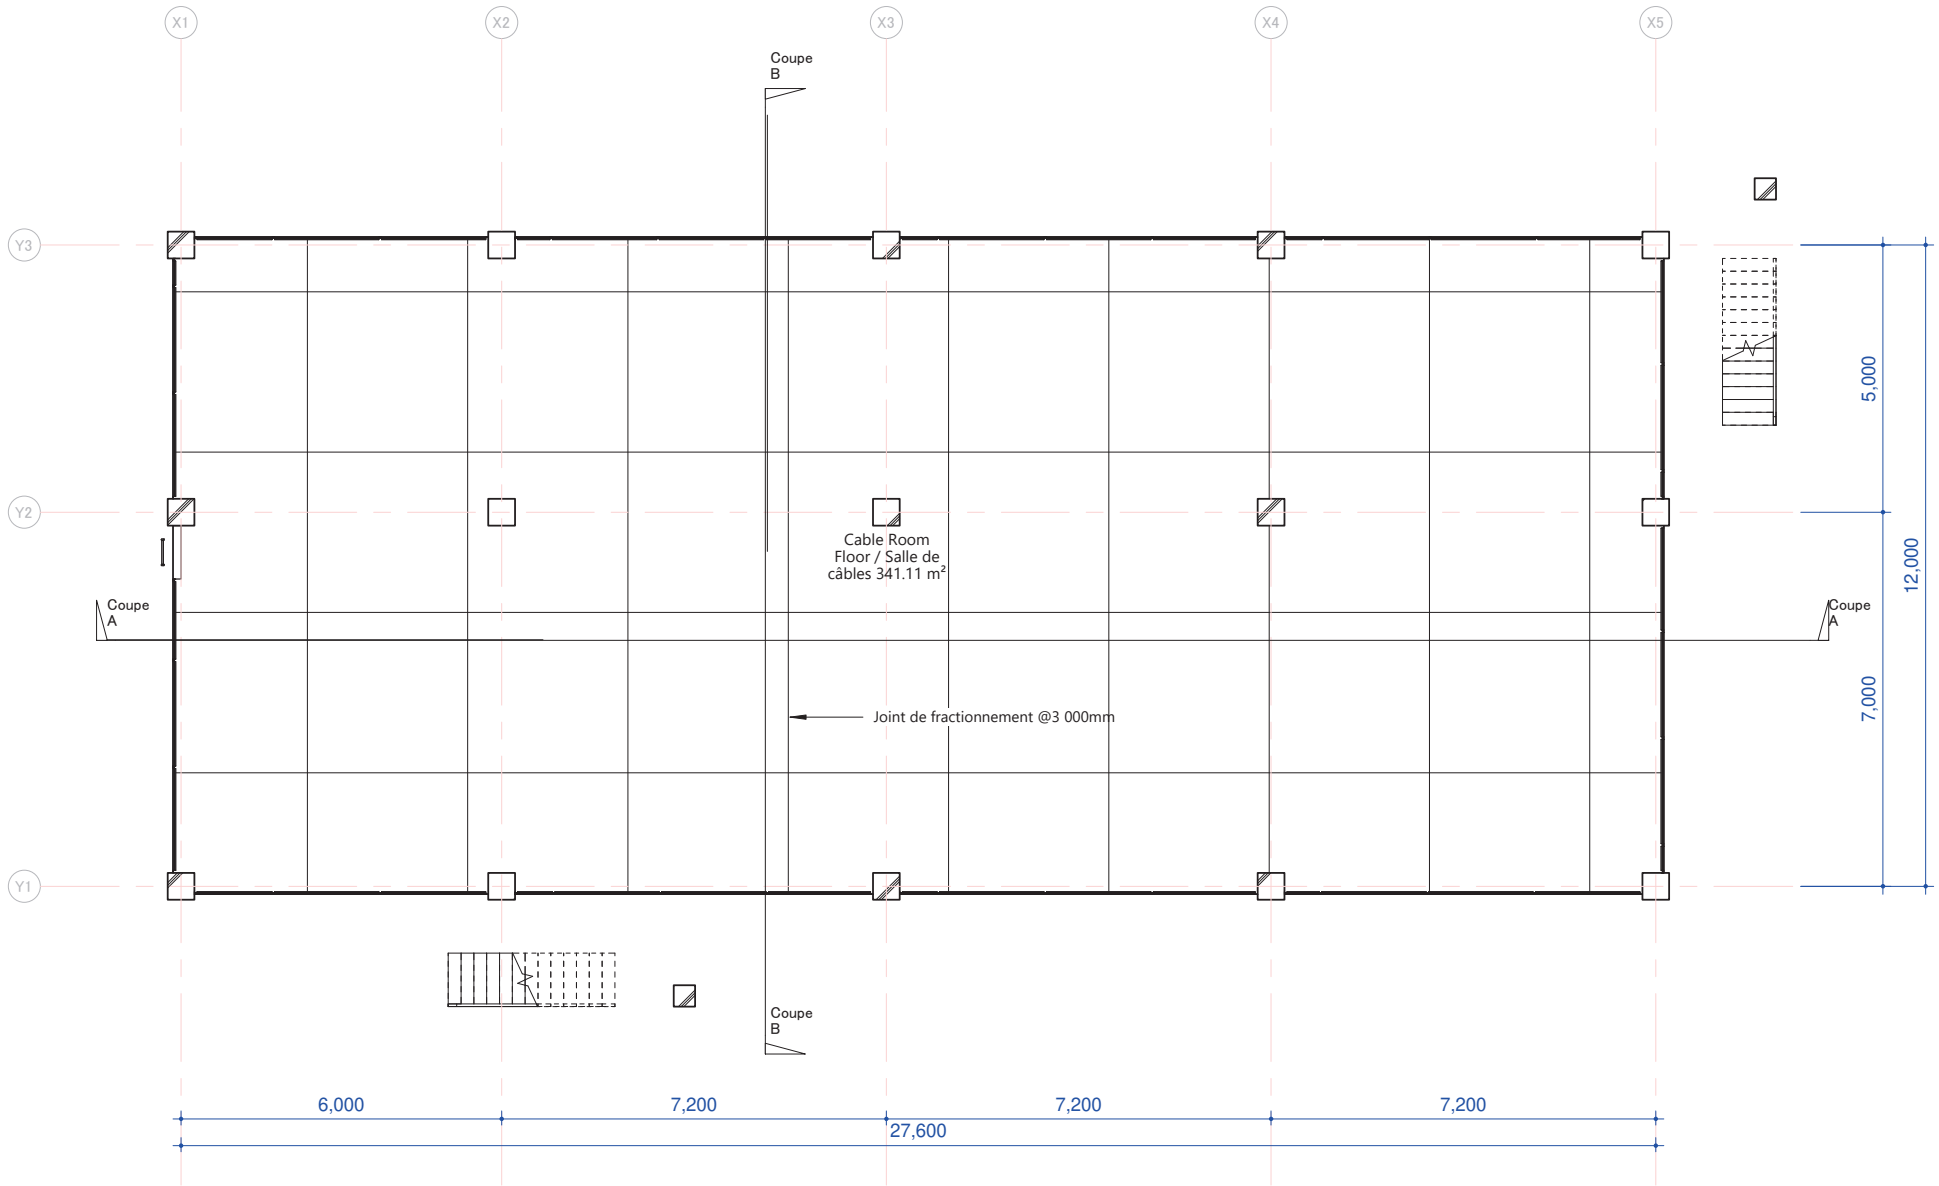 X1
X2
X3
X4
X5
Coupe
B
Y3
5,000
Y2
Cable Room
Floor / Salle de
câbles 341.11 m²
12,000
Coupe
A
Coupe
A
7,000
Joint de fractionnement @3 000mm
Y1
Coupe
B
6,000
7,200
7,200
7,200
27,600